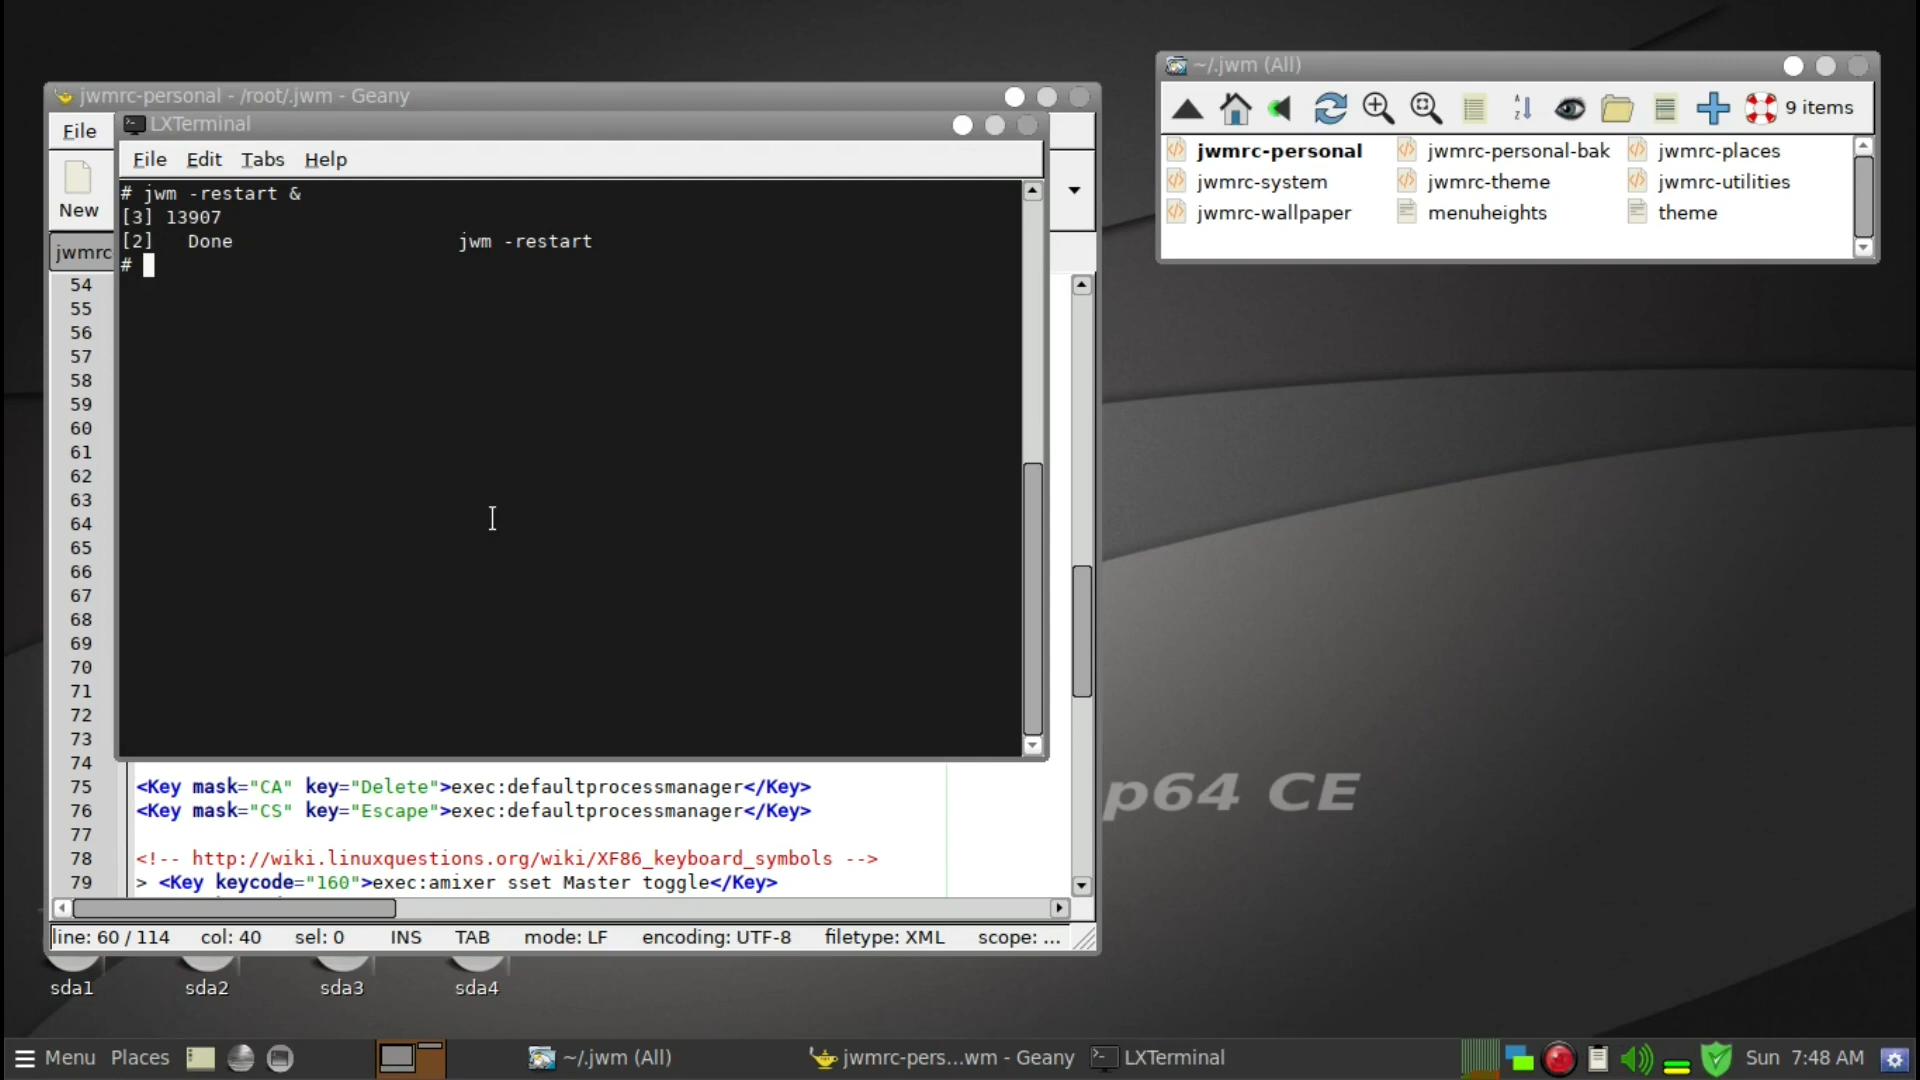 ~/.jwm (All)
9 items
jwmrc-personal jwmrc-personal-bak jwmrc-places
jwmrc-system jwmrc-theme jwmrc-utilities
jwmrc-wallpaper menuheights theme
jwmrc-personal - /root/.jwm - Geany
File
New
jwmrc
LXTerminal
File Edit Tabs Help
# jwm -restart &
[3] 13907
[2]   Done                    jwm -restart
#
54
55
56
57
58
59
60
61
62
63
64
65
66
67
68
69
70
71
72
73
74
75 <Key mask="CA" key="Delete">exec:defaultprocessmanager</Key>
76 <Key mask="CS" key="Escape">exec:defaultprocessmanager</Key>
77
78 <!-- http://wiki.linuxquestions.org/wiki/XF86_keyboard_symbols -->
79 > <Key keycode="160">exec:amixer sset Master toggle</Key>
line: 60 / 114 col: 40 sel: 0 INS TAB mode: LF encoding: UTF-8 filetype: XML scope: ...
p64 CE
sda1 sda2 sda3 sda4
Menu Places ~/.jwm (All) jwmrc-pers...wm - Geany LXTerminal Sun 7:48 AM